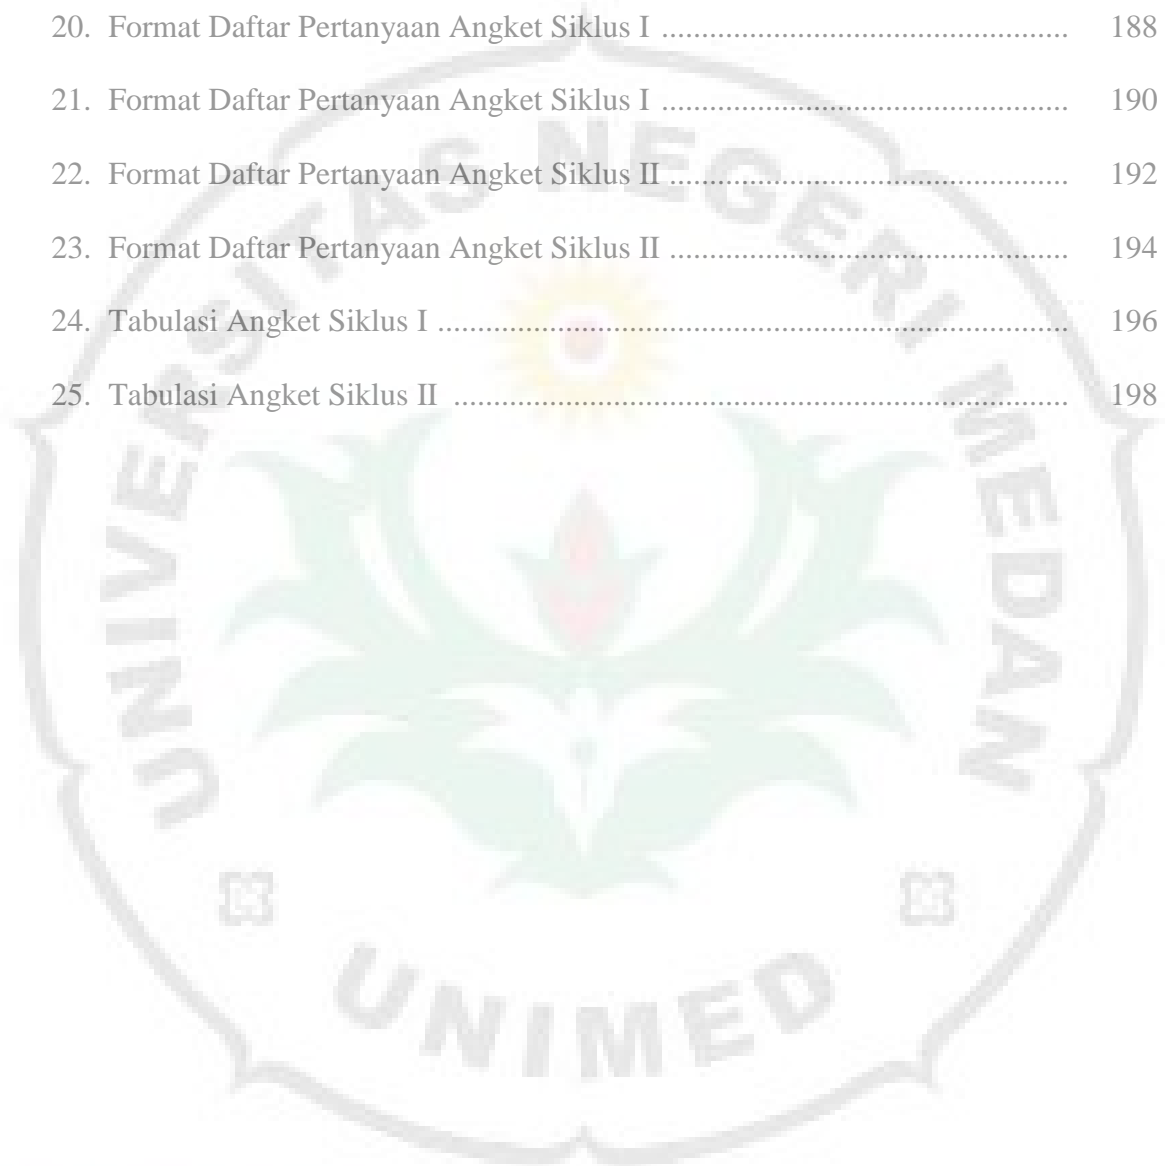 20. Format Daftar Pertanyaan Angket Siklus I ................................................ 188
21. Format Daftar Pertanyaan Angket Siklus I ................................................ 190
22. Format Daftar Pertanyaan Angket Siklus II ............................................... 192
23. Format Daftar Pertanyaan Angket Siklus II ............................................... 194
24. Tabulasi Angket Siklus I ........................................................................... 196
25. Tabulasi Angket Siklus II ......................................................................... 198
UNIVERSITAS NEGERI MEDAN
UNIMED